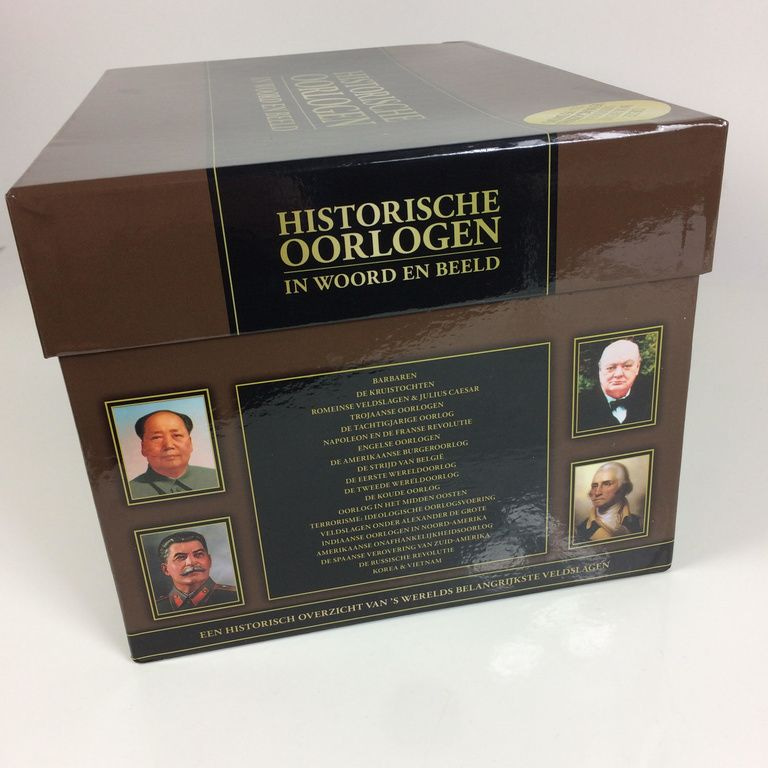 HISTORISCHE
OORLOGEN
IN WOORD EN BEELD
HISTORISCHE
OORLOGEN
IN WOORD EN BEELD
BARBAREN
DE KRUISTOCHTEN
ROMEINSE VELDSLAGEN & JULIUS CAESAR
TROJAANSE OORLOGEN
DE TACHTIGJARIGE OORLOG
NAPOLEON EN DE FRANSE REVOLUTIE
ENGELSE OORLOGEN
DE AMERIKAANSE BURGEROORLOG
DE STRIJD VAN BELGIË
DE EERSTE WERELDOORLOG
DE TWEEDE WERELDOORLOG
DE KOUDE OORLOG
OORLOG IN HET MIDDEN OOSTEN
TERRORISME: IDEOLOGISCHE OORLOGSVOERING
VELDSLAGEN ONDER ALEXANDER DE GROTE
INDIAANSE OORLOGEN IN NOORD-AMERIKA
AMERIKAANSE ONAFHANKELIJKHEIDSOORLOG
DE SPAANSE VEROVERING VAN ZUID-AMERIKA
DE RUSSISCHE REVOLUTIE
KOREA & VIETNAM
EEN HISTORISCH OVERZICHT VAN 'S WERELDS BELANGRIJKSTE VELDSLAGEN